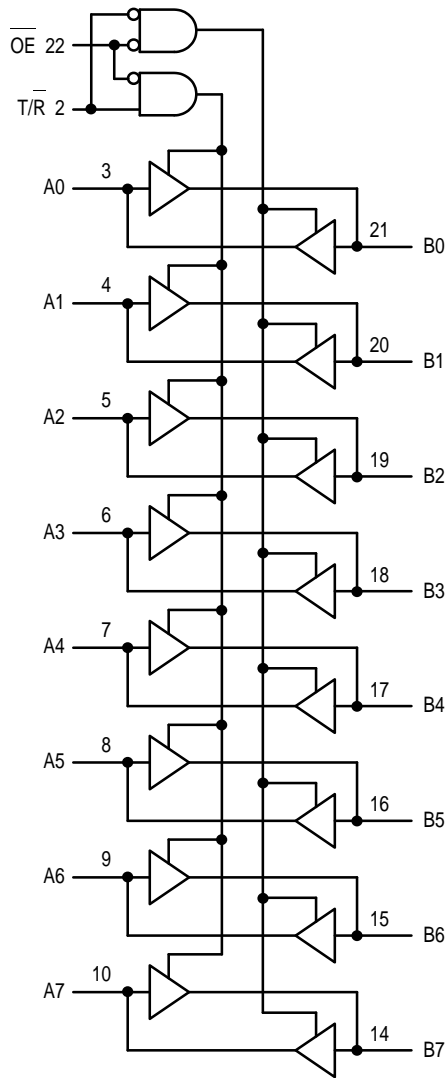 O̅E̅ 22
T/R̅ 2
A0 3
21 B0
A1 4
20 B1
A2 5
19 B2
A3 6
18 B3
A4 7
17 B4
A5 8
16 B5
A6 9
15 B6
A7 10
14 B7